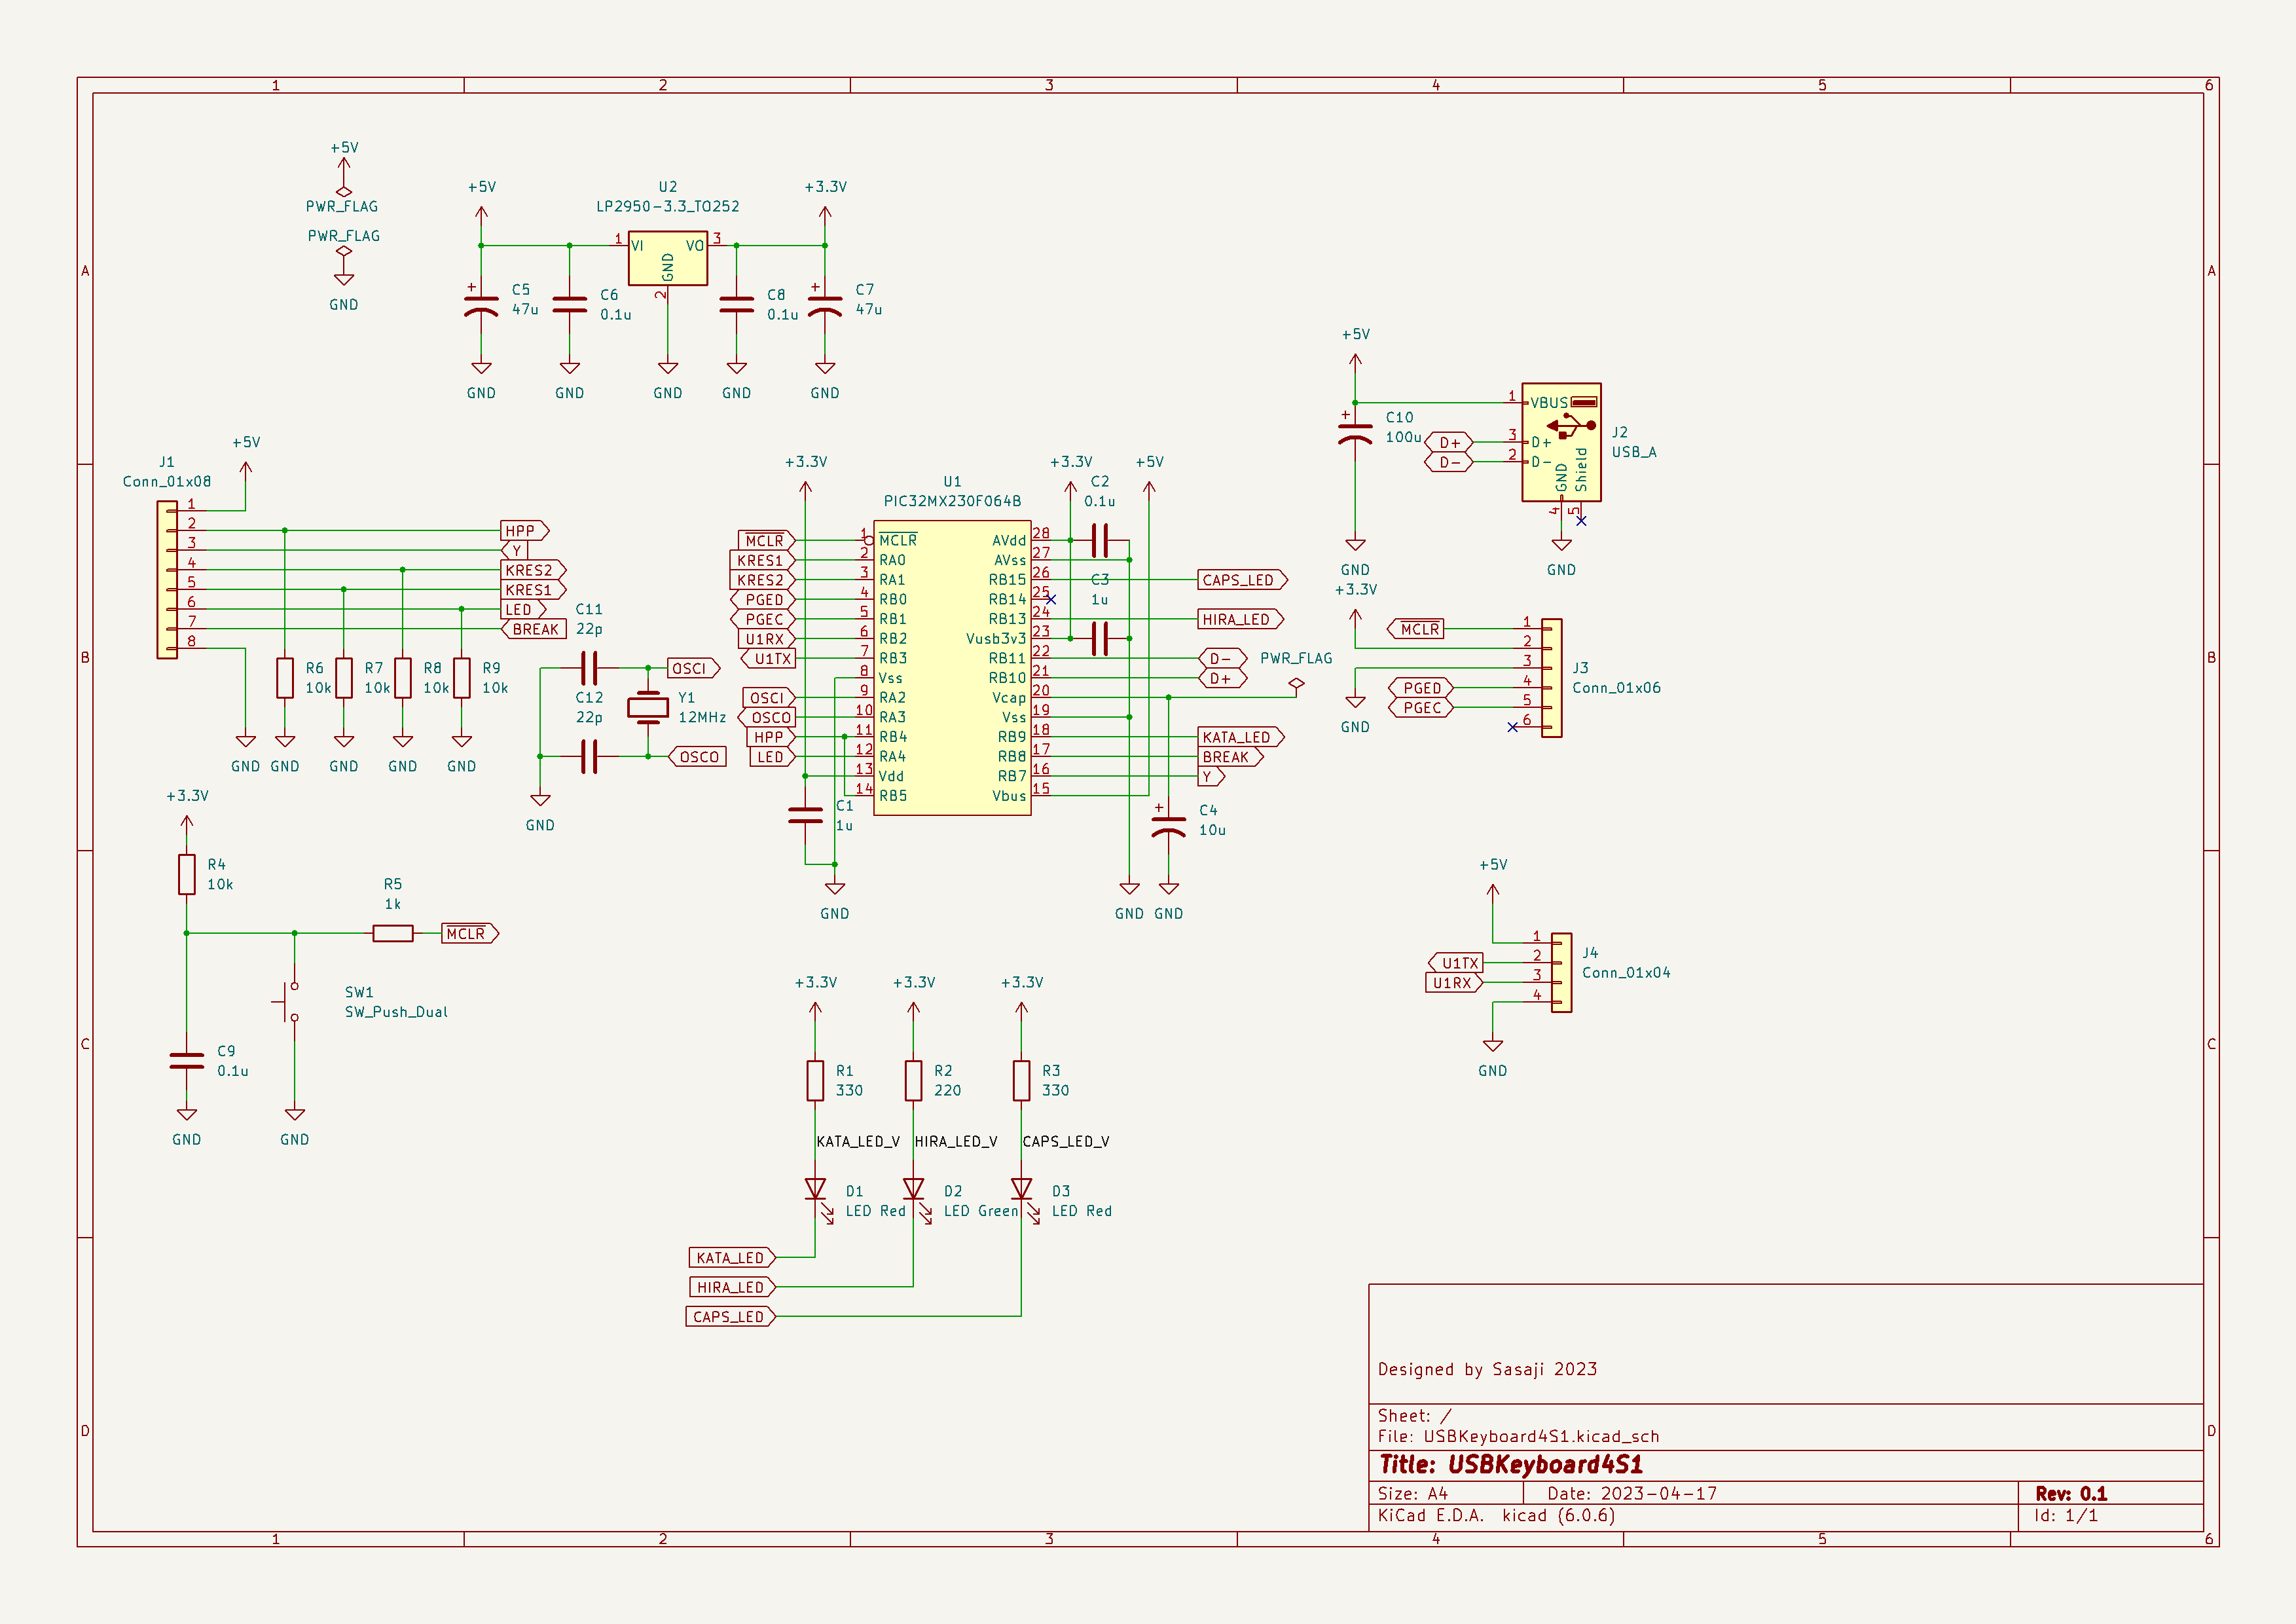 1 2 3 4 5 6
A A
B B
C C
D D
+5V
PWR_FLAG
PWR_FLAG
GND
+5V
U2
LP2950-3.3_TO252
+3.3V
1 VI VO 3
GND
2
C5
47u
C6
0.1u
C8
0.1u
C7
47u
GND GND GND GND GND
+5V
J1
Conn_01x08
1
2 HPP
3 Y
4 KRES2
5 KRES1
6 LED
7 BREAK
8
R6
10k
R7
10k
R8
10k
R9
10k
GND GND GND GND GND
C11
22p
OSCI
C12
22p
Y1
12MHz
OSCO
GND
+3.3V
U1
PIC32MX230F064B
+3.3V
C2
0.1u
+5V
MCLR 1 MCLR
KRES1 2 RA0
KRES2 3 RA1
PGED 4 RB0
PGEC 5 RB1
U1RX 6 RB2
U1TX 7 RB3
8 Vss
OSCI 9 RA2
OSCO 10 RA3
HPP 11 RB4
LED 12 RA4
13 Vdd
14 RB5
AVdd 28
AVss 27
RB15 26 CAPS_LED
RB14 25
RB13 24 HIRA_LED
Vusb3v3 23
RB11 22 D-
RB10 21 D+
Vcap 20
Vss 19
RB9 18 KATA_LED
RB8 17 BREAK
RB7 16 Y
Vbus 15
C3
1u
PWR_FLAG
C1
1u
C4
10u
GND GND GND
+5V
C10
100u
GND
1 VBUS
D+ 3 D+
D- 2 D-
GND
Shield
4 5
J2
USB_A
GND
+3.3V
MCLR 1
2
3
PGED 4
PGEC 5
6
J3
Conn_01x06
GND
+3.3V
R4
10k
R5
1k
MCLR
SW1
SW_Push_Dual
C9
0.1u
GND GND
+5V
1
U1TX 2
U1RX 3
4
J4
Conn_01x04
GND
+3.3V +3.3V +3.3V
R1
330
R2
220
R3
330
KATA_LED_V HIRA_LED_V CAPS_LED_V
D1
LED Red
D2
LED Green
D3
LED Red
KATA_LED
HIRA_LED
CAPS_LED
Designed by Sasaji 2023
Sheet: /
File: USBKeyboard4S1.kicad_sch
Title: USBKeyboard4S1
Size: A4 Date: 2023-04-17 Rev: 0.1
KiCad E.D.A. kicad (6.0.6) Id: 1/1
1 2 3 4 5 6